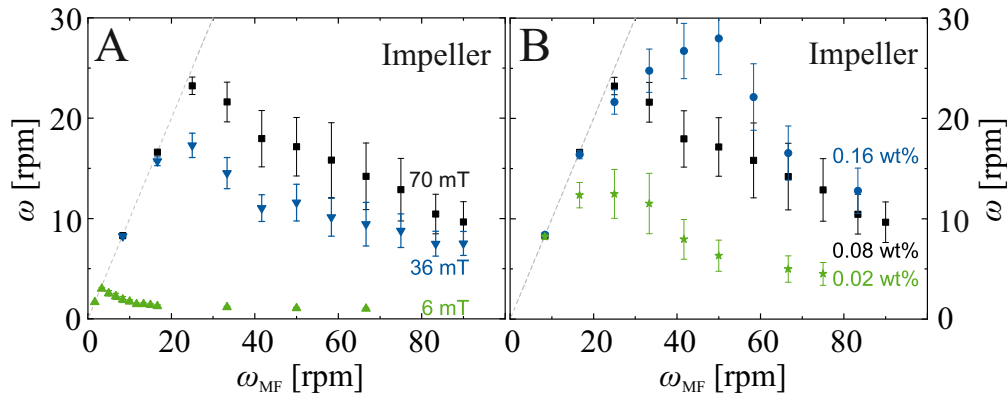 30
20
10
0
ω [rpm]
A
Impeller
70 mT
36 mT
6 mT
0 20 40 60 80
ω_MF [rpm]
B
Impeller
0.16 wt%
0.08 wt%
0.02 wt%
0 20 40 60 80
ω_MF [rpm]
30
20
10
0
ω [rpm]